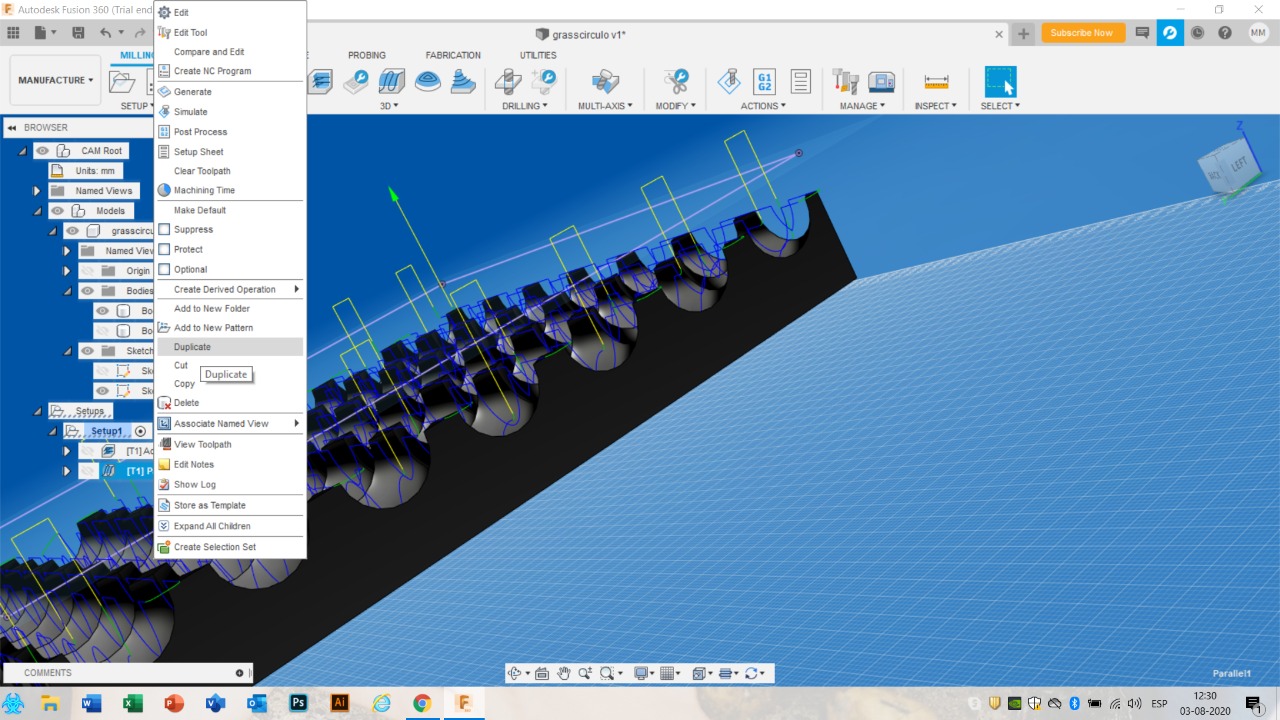 Autodesk Fusion 360 (Trial end
grasscirculo v1*
Subscribe Now
MM
MILLIN
PROBING
FABRICATION
UTILITIES
MANUFACTURE
G1
G2
SETUP
3D
DRILLING
MULTI-AXIS
MODIFY
ACTIONS
MANAGE
INSPECT
SELECT
BROWSER
CAM Root
Units: mm
Named Views
Models
grasscircu
Named View
Origin
Bodies
Bo
Bo
Sketch
Ske
Ske
Setups
Setup1
[T1] Ad
[T1] P
Edit
Edit Tool
Compare and Edit
Create NC Program
Generate
Simulate
Post Process
Setup Sheet
Clear Toolpath
Machining Time
Make Default
Suppress
Protect
Optional
Create Derived Operation
Add to New Folder
Add to New Pattern
Duplicate
Cut
Duplicate
Copy
Delete
Associate Named View
View Toolpath
Edit Notes
Show Log
Store as Template
Expand All Children
Create Selection Set
Z
LEFT
COMMENTS
Parallel1
Ps
Ai
ESP
12:30
03-08-2020